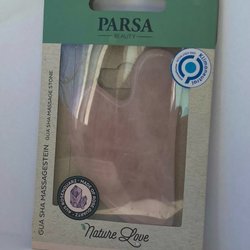 PARSA
BEAUTY
GUA SHA MASSAGESTEIN
GUA SHA MASSAGE STONE
Nature Love